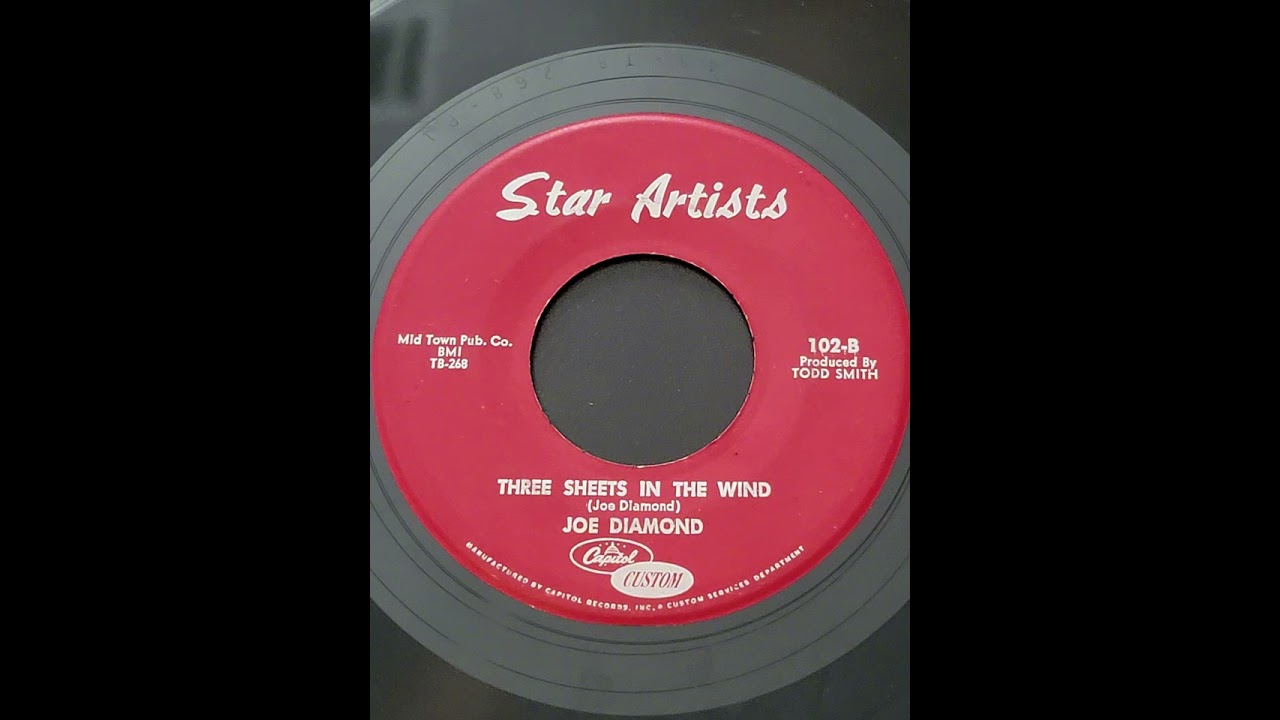 Star Artists
Mid Town Pub. Co.
BMI
TB-268
102-B
Produced By
TODD SMITH
THREE SHEETS IN THE WIND
(Joe Diamond)
JOE DIAMOND
Capitol
CUSTOM
MANUFACTURED BY CAPITOL RECORDS, INC., CUSTOM SERVICES DEPARTMENT